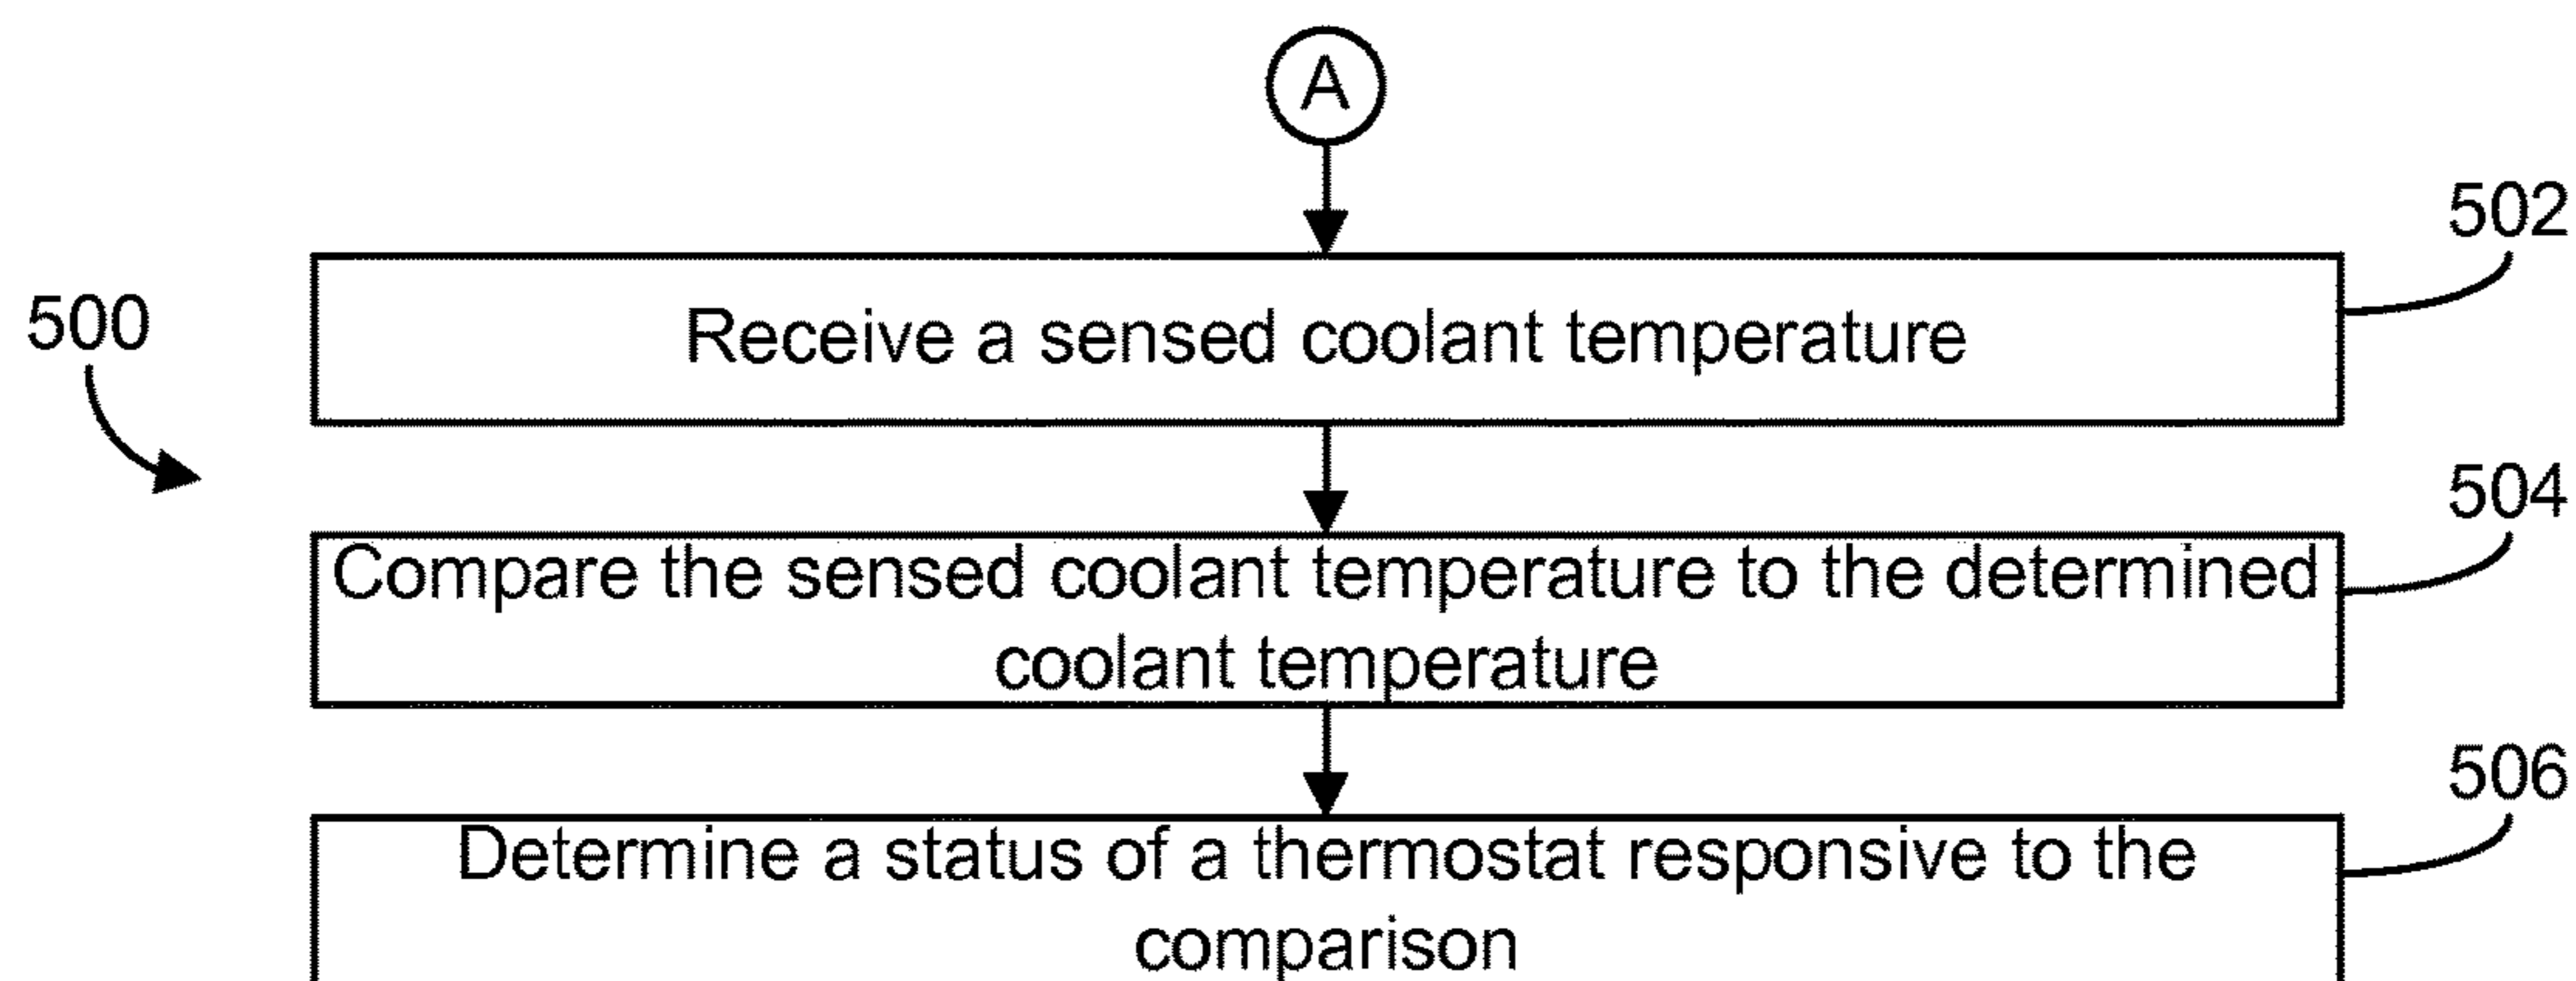 A
502
500
Receive a sensed coolant temperature
504
Compare the sensed coolant temperature to the determined
coolant temperature
506
Determine a status of a thermostat responsive to the
comparison